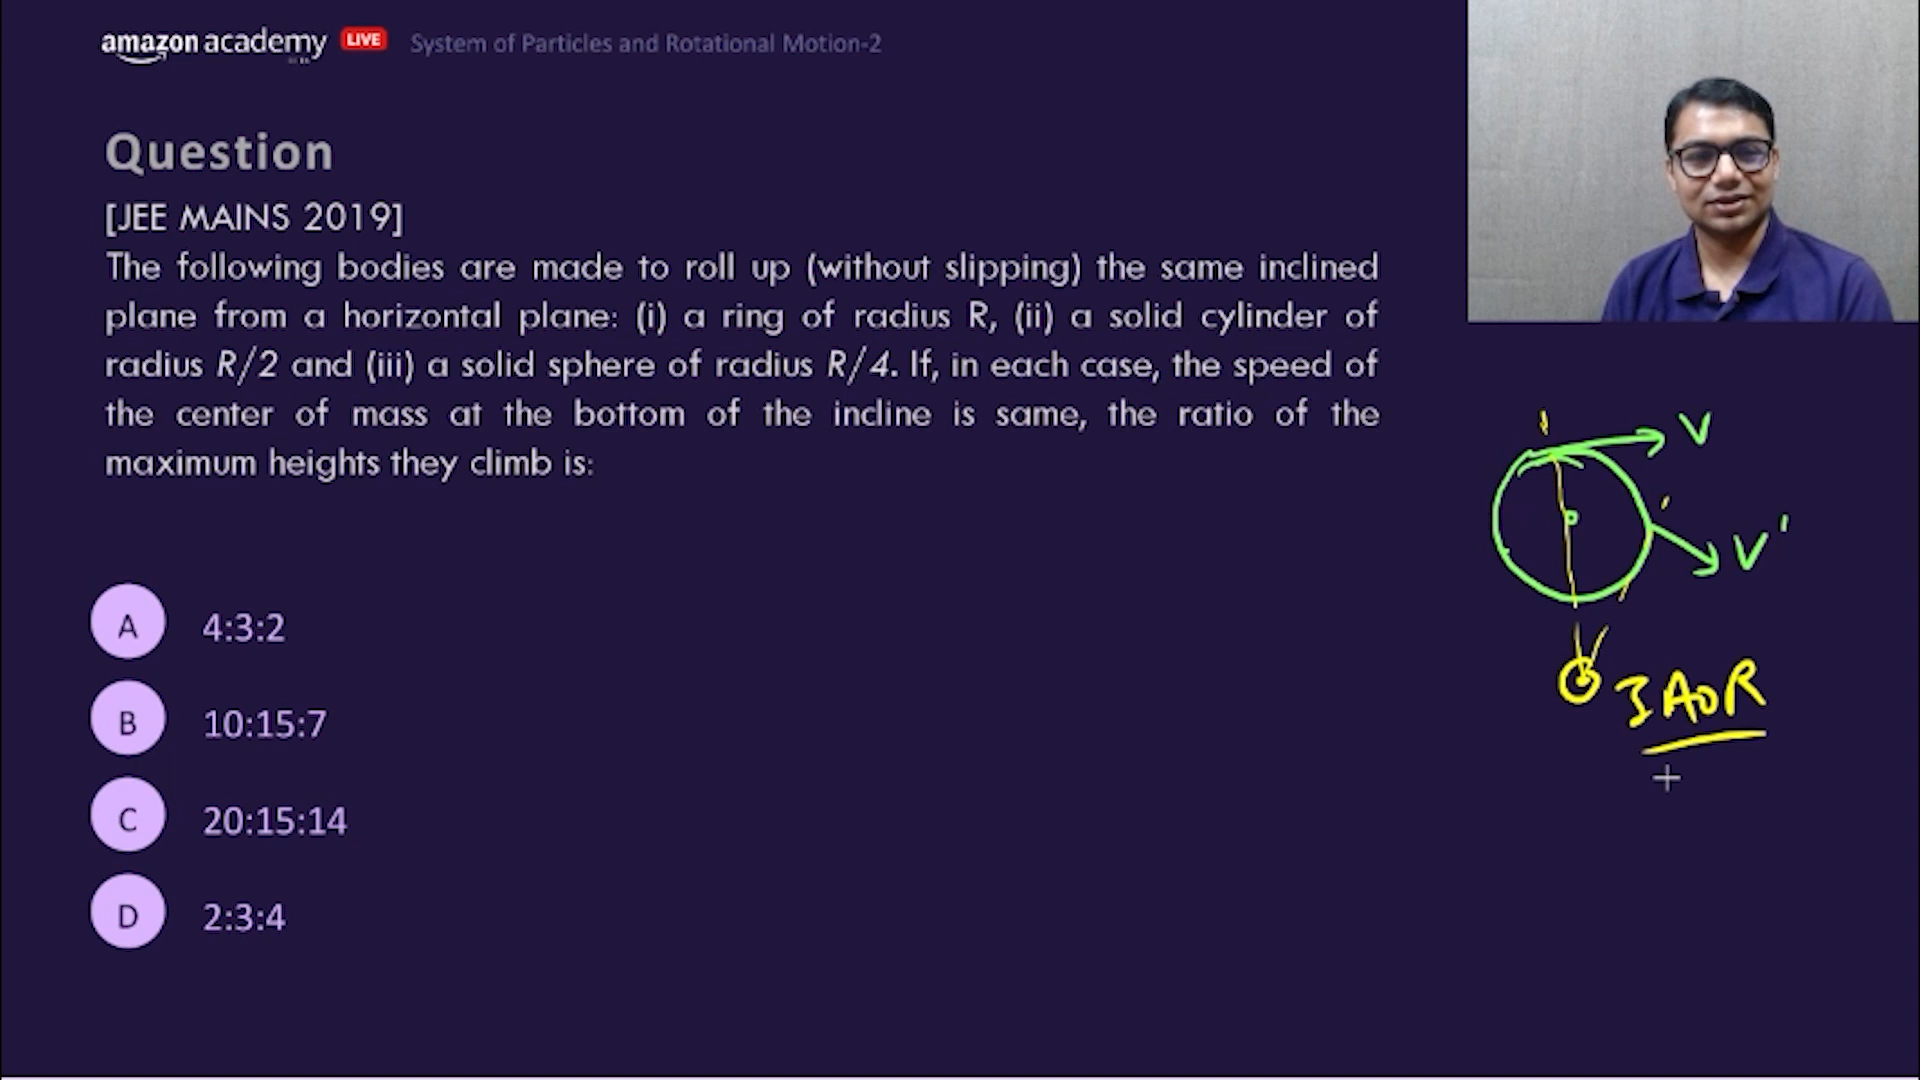 amazon academy LIVE System of Particles and Rotational Motion-2
Question
[JEE MAINS 2019]
The following bodies are made to roll up (without slipping) the same inclined
plane from a horizontal plane: (i) a ring of radius R, (ii) a solid cylinder of
radius R/2 and (iii) a solid sphere of radius R/4. If, in each case, the speed of
the center of mass at the bottom of the incline is same, the ratio of the
maximum heights they climb is:
A 4:3:2
B 10:15:7
C 20:15:14
D 2:3:4
V
V'
IAOR